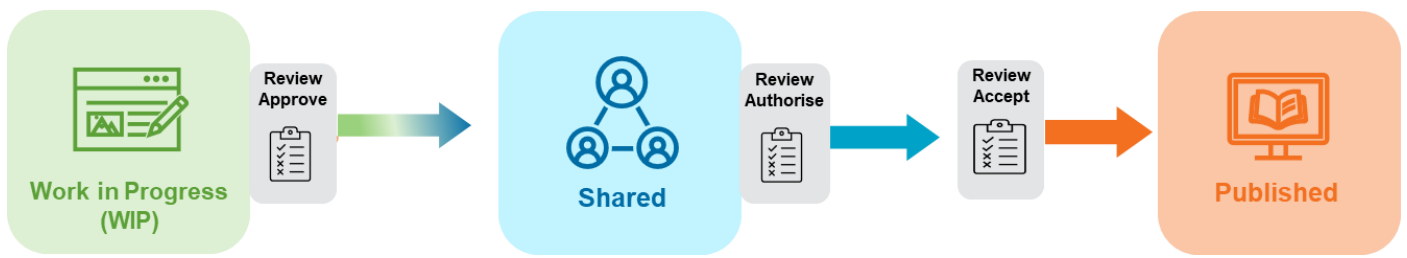 Work in Progress
(WIP)
Review
Approve
Shared
Review
Authorise
Review
Accept
Published